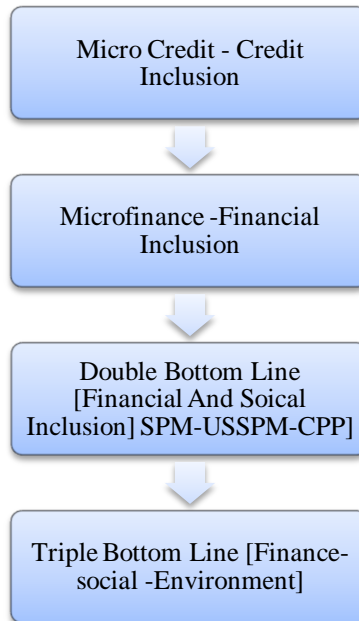 Micro Credit - Credit
Inclusion
Microfinance -Financial
Inclusion
Double Bottom Line
[Financial And Soical
Inclusion] SPM-USSPM-CPP]
Triple Bottom Line [Finance-
social -Environment]